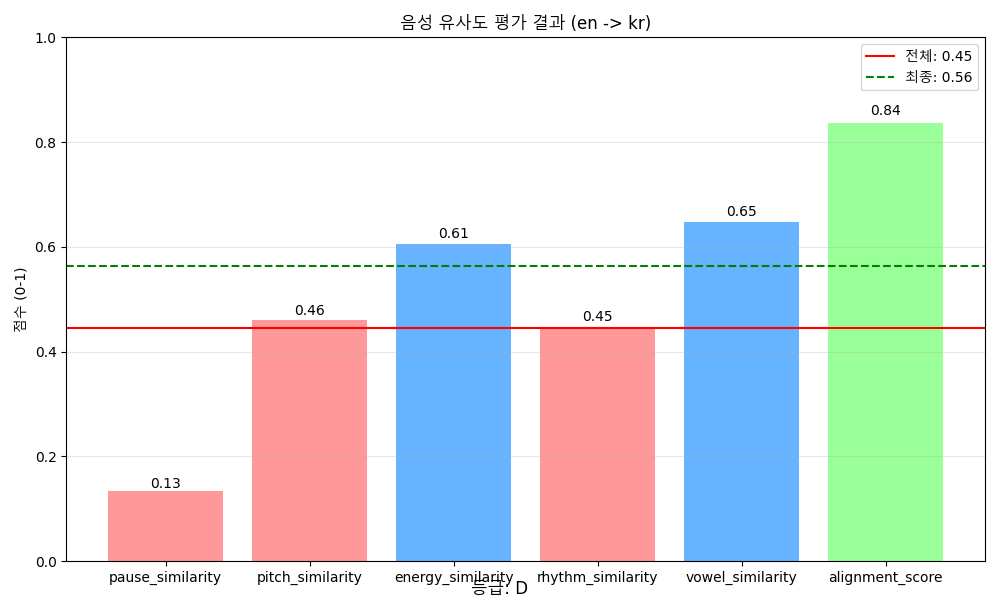 음성 유사도 평가 결과 (en -> kr)
전체: 0.45
최종: 0.56
점수 (0-1)
1.0
0.8
0.6
0.4
0.2
0.0
0.13
0.46
0.61
0.45
0.65
0.84
pause_similarity
pitch_similarity
energy_similarity
rhythm_similarity
vowel_similarity
alignment_score
등급: D